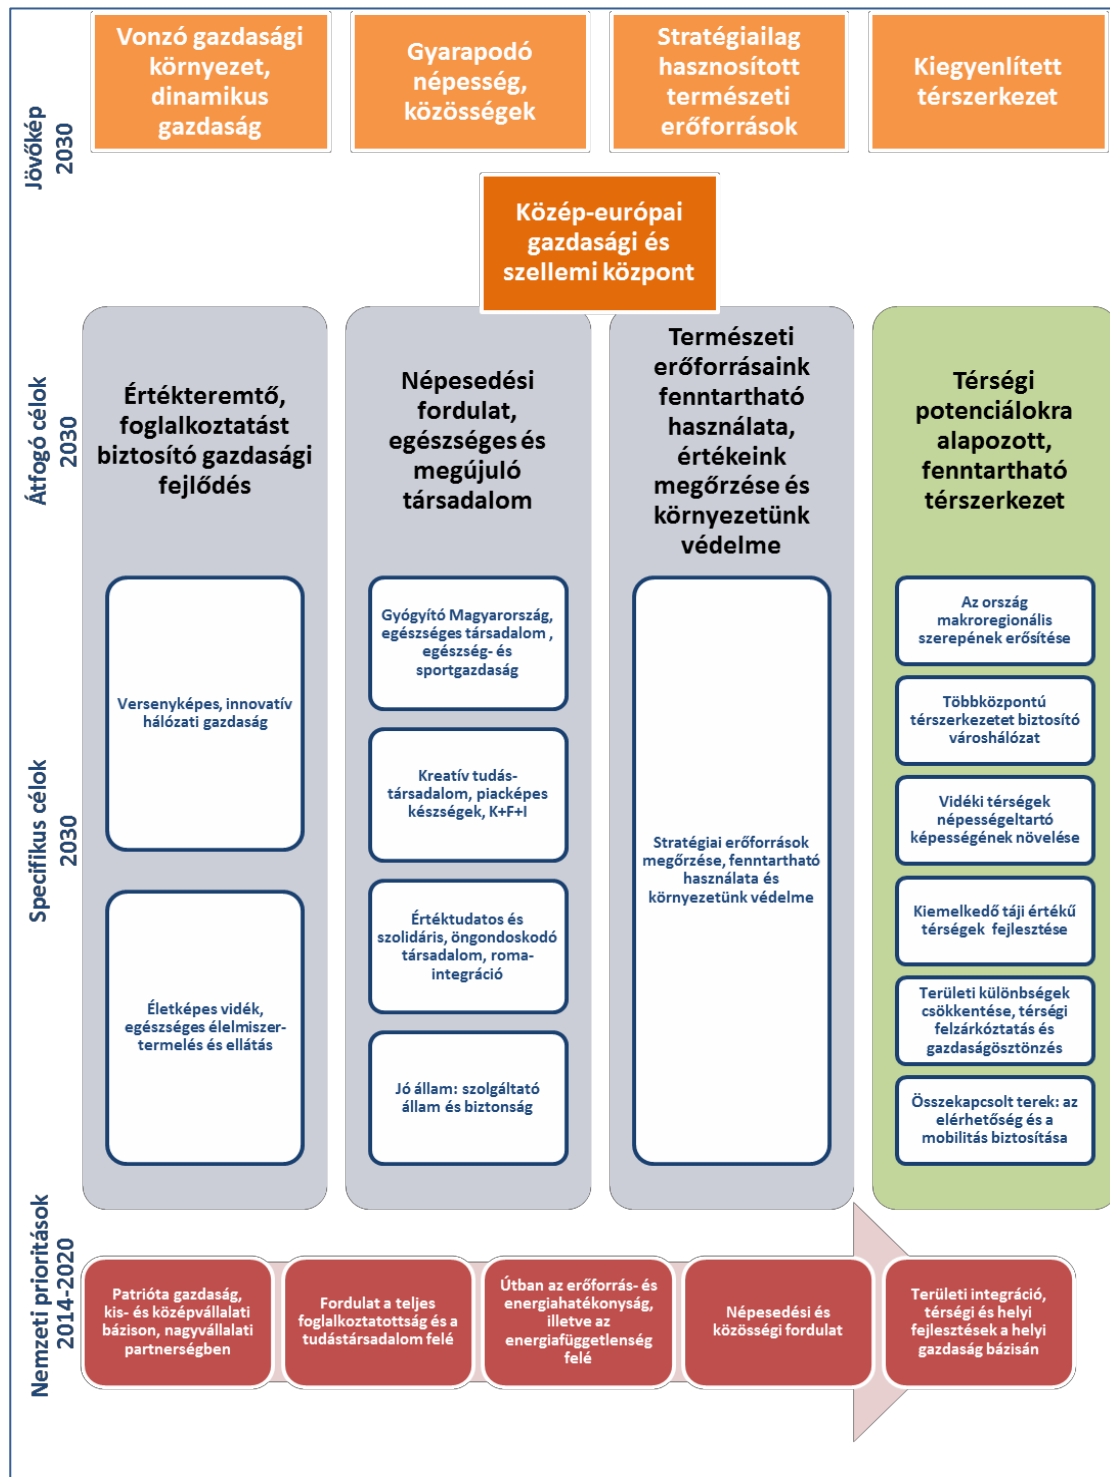 Jövőkép
2030
Vonzó gazdasági
környezet,
dinamikus
gazdaság
Gyarapodó
népesség,
közösségek
Stratégiailag
hasznosított
természeti
erőforrások
Kiegyenlített
térszerkezet
Közép-európai
gazdasági és
szellemi központ
Átfogó célok
2030
Értékteremtő,
foglalkoztatást
biztosító gazdasági
fejlődés
Népesedési
fordulat,
egészséges és
megújuló
társadalom
Természeti
erőforrásaink
fenntartható
használata,
értékeink
megőrzése és
környezetünk
védelme
Térségi
potenciálokra
alapozott,
fenntartható
térszerkezet
Specifikus célok
2030
Versenyképes, innovatív
hálózati gazdaság
Életképes vidék,
egészséges élelmiszer-
termelés és ellátás
Gyógyító Magyarország,
egészséges társadalom ,
egészség- és
sportgazdaság
Kreatív tudás-
társadalom, piacképes
készségek, K+F+I
Értéktudatos és
szolidáris, öngondoskodó
társadalom, roma-
integráció
Jó állam: szolgáltató
állam és biztonság
Stratégiai erőforrások
megőrzése, fenntartható
használata és
környezetünk védelme
Az ország
makroregionális
szerepének erősítése
Többközpontú
térszerkezetet biztosító
városhálózat
Vidéki térségek
népességeltartó
képességének növelése
Kiemelkedő táji értékű
térségek fejlesztése
Területi különbségek
csökkentése, térségi
felzárkóztatás és
gazdaságösztönzés
Összekapcsolt terek: az
elérhetőség és a
mobilitás biztosítása
Nemzeti prioritások
2014-2020
Patrióta gazdaság,
kis- és középvállalati
bázison, nagyvállalati
partnerségben
Fordulat a teljes
foglalkoztatottság és a
tudástársadalom felé
Útban az erőforrás- és
energiahatékonyság,
illetve az
energiafüggetlenség
felé
Népesedési és
közösségi fordulat
Területi integráció,
térségi és helyi
fejlesztések a helyi
gazdaság bázisán